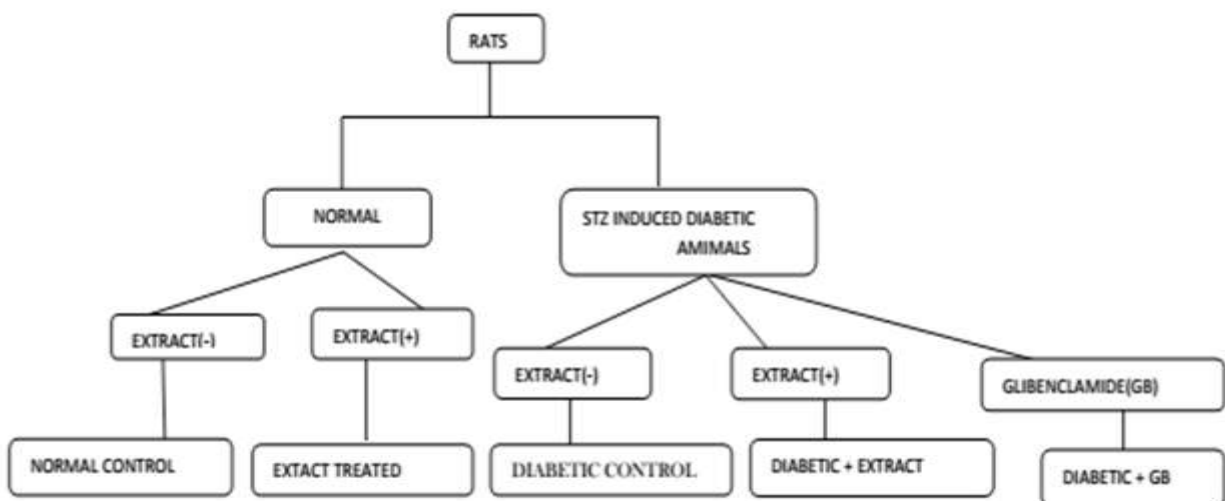 RATS
NORMAL
STZ INDUCED DIABETIC
AMIMALS
EXTRACT(-)
EXTRACT(+)
EXTRACT(-)
EXTRACT(+)
GLIBENCLAMIDE(GB)
NORMAL CONTROL
EXTACT TREATED
DIABETIC CONTROL
DIABETIC + EXTRACT
DIABETIC + GB